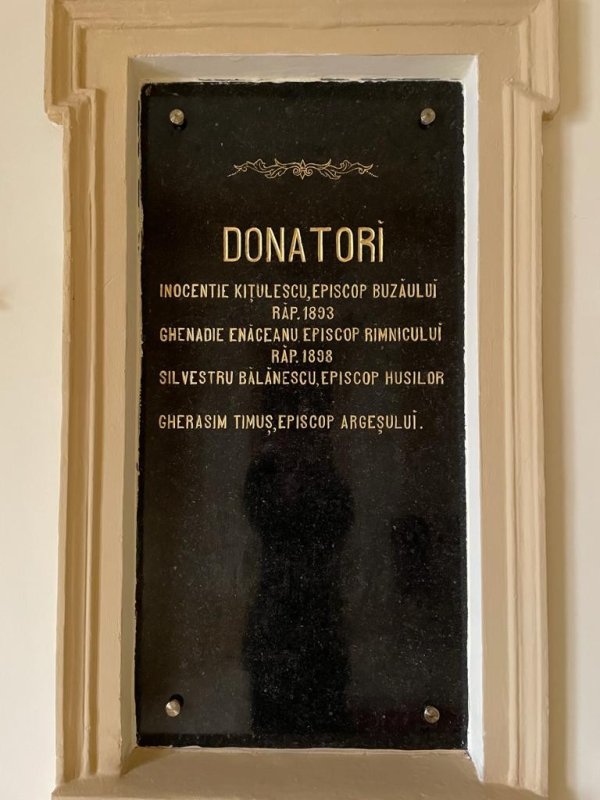 DONATORĬ
INOCENTIE KIȚULESCU, EPISCOP BUZĂULUĬ
RĂP. 1893
GHENADIE ENĂCEANU EPISCOP RIMNICULUĬ
RĂP. 1898
SILVESTRU BĂLĂNESCU, EPISCOP HUSILOR
GHERASIM TIMUȘ, EPISCOP ARGEȘULUĬ.